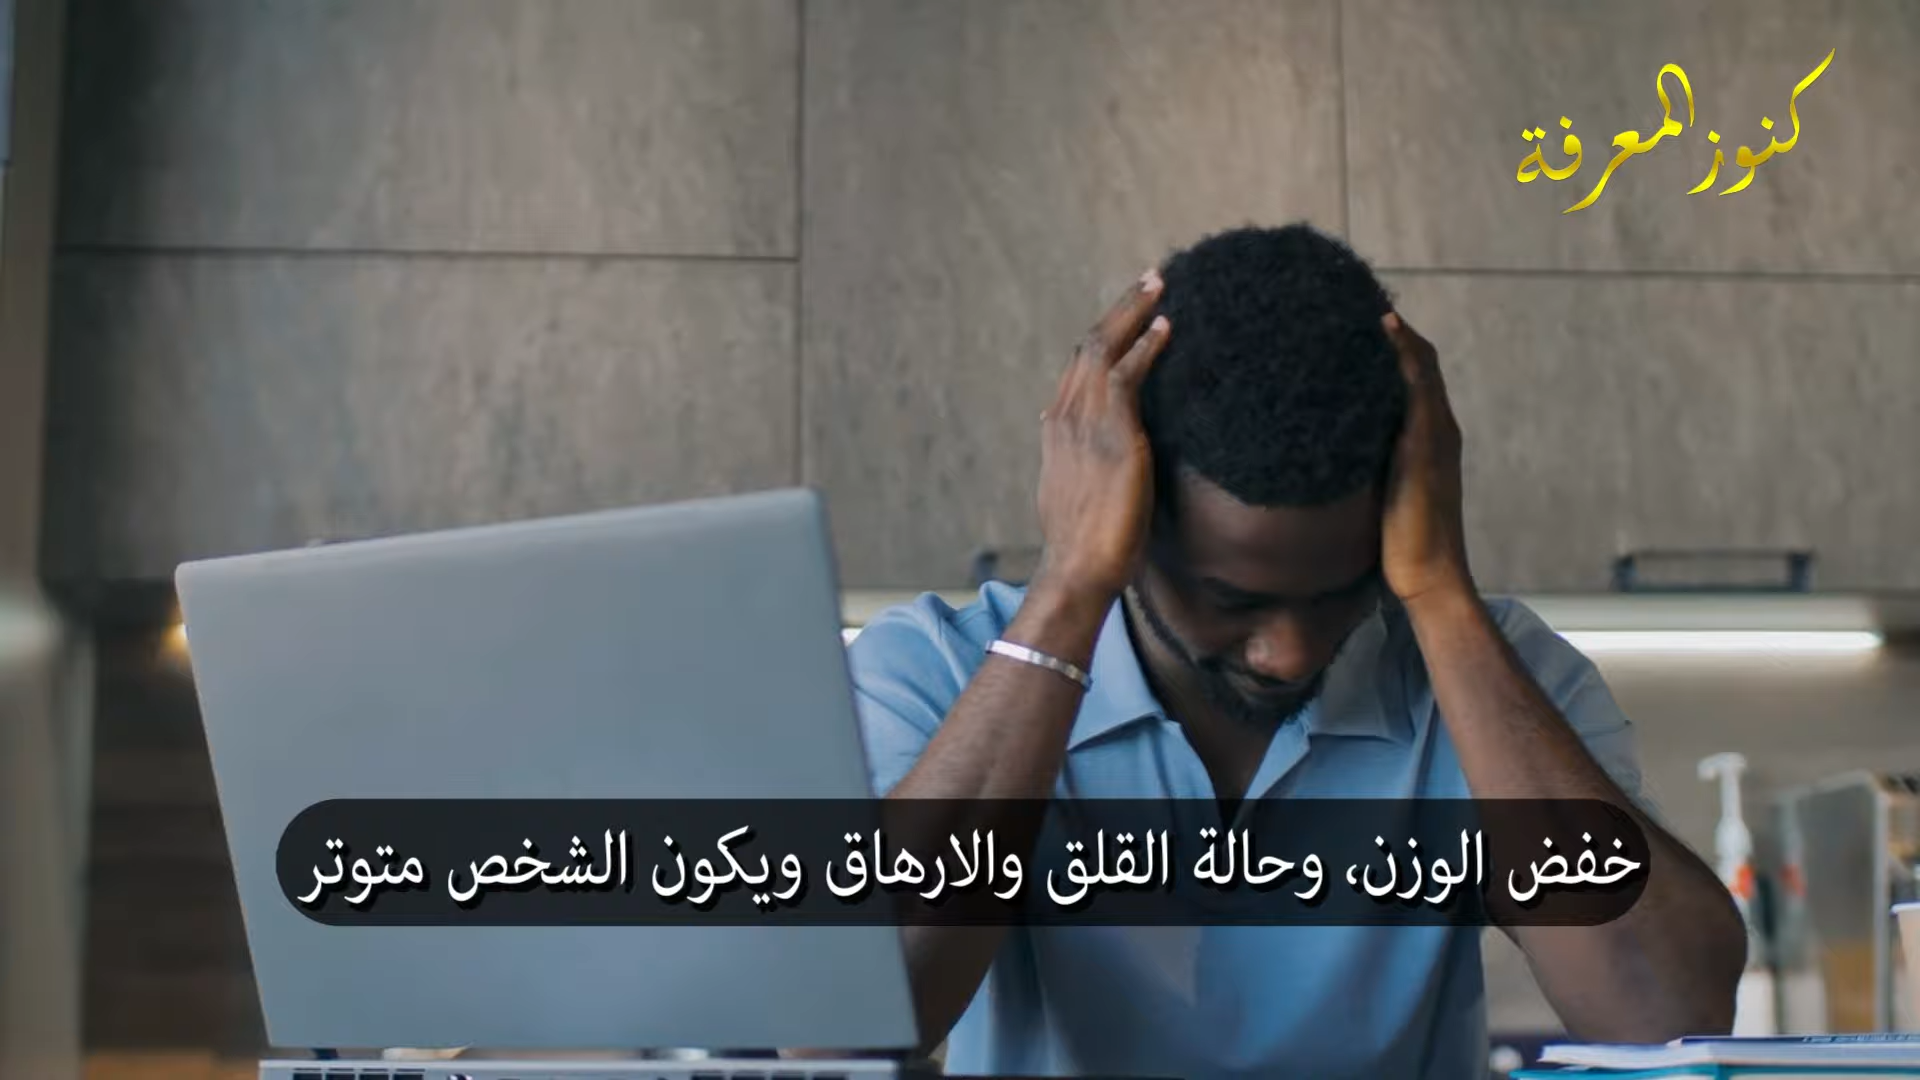 كنوز المعرفة
خفض الوزن، وحالة القلق والارهاق ويكون الشخص متوتر